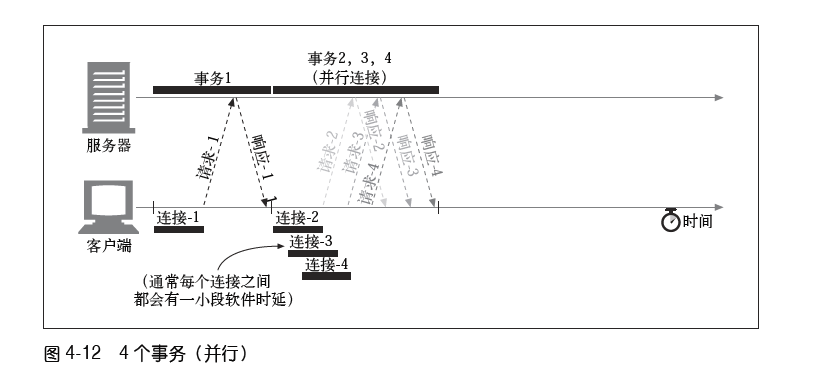 事务1
事务2，3，4
（并行连接）
服务器
请求-1
响应-1
请求-2
请求-3
请求-4
响应-2
响应-3
响应-4
客户端
连接-1
连接-2
连接-3
连接-4
时间
（通常每个连接之间
都会有一小段软件时延）
图 4-12 4 个事务（并行）